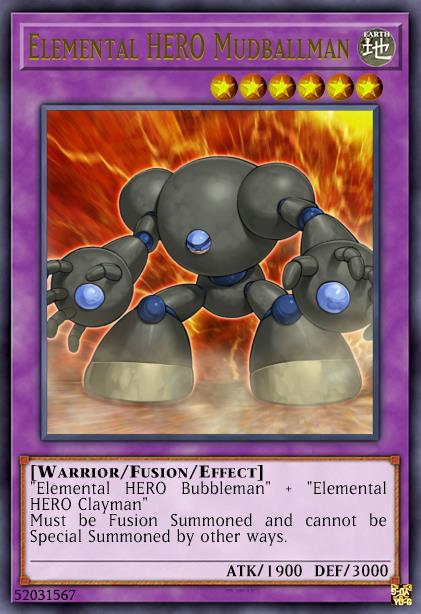 ELEMENTAL HERO MUDBALLMAN
EARTH
地
[WARRIOR/FUSION/EFFECT]
"Elemental HERO Bubbleman" + "Elemental
HERO Clayman"
Must be Fusion Summoned and cannot be
Special Summoned by other ways.
ATK/1900 DEF/3000
52031567